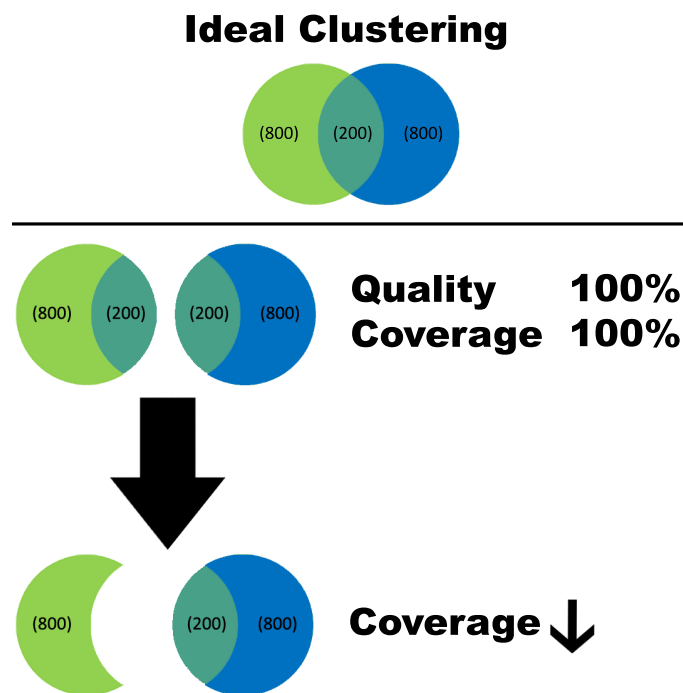 Ideal Clustering
(800) (200) (800)
(800) (200) (200) (800)
Quality 100%
Coverage 100%
(800) (200) (800)
Coverage